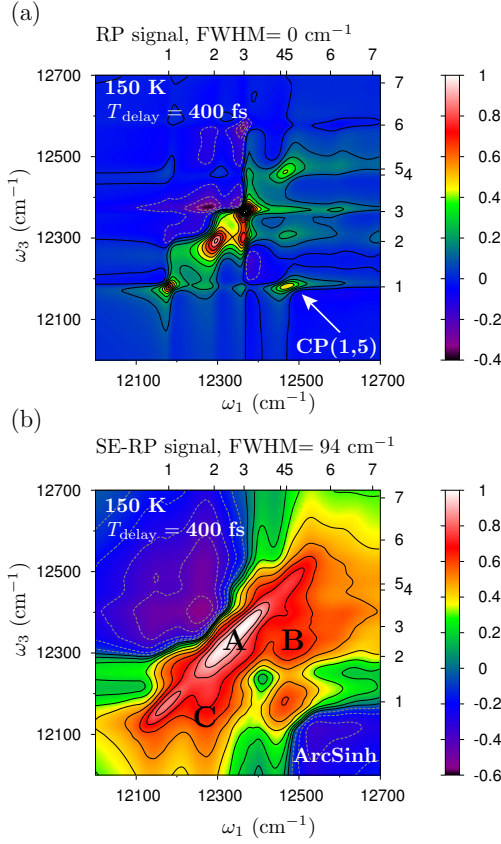 (a)
RP signal, FWHM= 0 cm⁻¹
1 2 3 45 6 7
150 K
T_delay = 400 fs
12700
12500
12300
12100
ω₃ (cm⁻¹)
7
6
5 4
3
2
1
CP(1,5)
12100 12300 12500 12700
ω₁ (cm⁻¹)
1
0.8
0.6
0.4
0.2
0
-0.2
-0.4
(b)
SE-RP signal, FWHM= 94 cm⁻¹
1 2 3 45 6 7
150 K
T_delay = 400 fs
12700
12500
12300
12100
ω₃ (cm⁻¹)
7
6
5 4
3
2
1
A B
C
ArcSinh
12100 12300 12500 12700
ω₁ (cm⁻¹)
1
0.8
0.6
0.4
0.2
0
-0.2
-0.4
-0.6